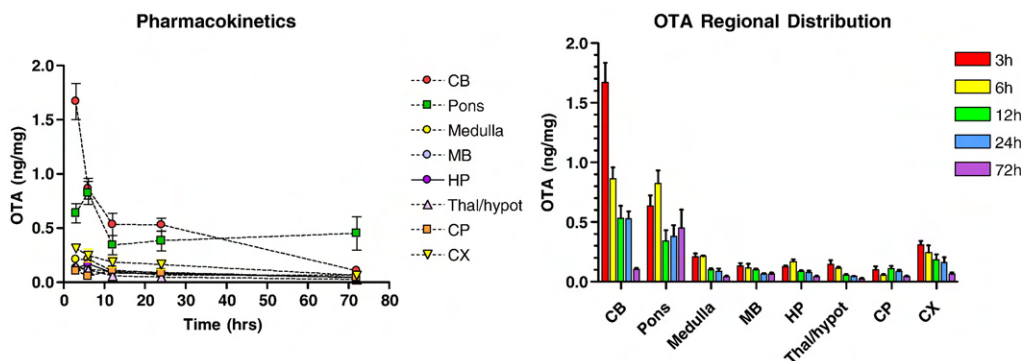 Pharmacokinetics
OTA (ng/mg)
2.0
1.5
1.0
0.5
0.0
0 10 20 30 40 50 60 70 80
Time (hrs)
CB
Pons
Medulla
MB
HP
Thal/hypot
CP
CX
OTA Regional Distribution
OTA (ng/mg)
2.0
1.5
1.0
0.5
0.0
CB
Pons
Medulla
MB
HP
Thal/hypot
CP
CX
3h
6h
12h
24h
72h